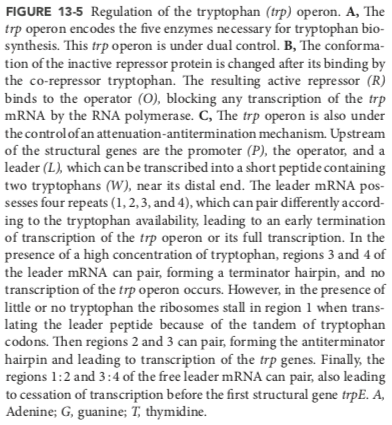 FIGURE 13-5 Regulation of the tryptophan (trp) operon. A, The
trp operon encodes the five enzymes necessary for tryptophan bio-
synthesis. This trp operon is under dual control. B, The conforma-
tion of the inactive repressor protein is changed after its binding by
the co-repressor tryptophan. The resulting active repressor (R)
binds to the operator (O), blocking any transcription of the trp
mRNA by the RNA polymerase. C, The trp operon is also under
the control of an attenuation-antitermination mechanism. Upstream
of the structural genes are the promoter (P), the operator, and a
leader (L), which can be transcribed into a short peptide containing
two tryptophans (W), near its distal end. The leader mRNA pos-
sesses four repeats (1, 2, 3, and 4), which can pair differently accord-
ing to the tryptophan availability, leading to an early termination
of transcription of the trp operon or its full transcription. In the
presence of a high concentration of tryptophan, regions 3 and 4 of
the leader mRNA can pair, forming a terminator hairpin, and no
transcription of the trp operon occurs. However, in the presence of
little or no tryptophan the ribosomes stall in region 1 when trans-
lating the leader peptide because of the tandem of tryptophan
codons. Then regions 2 and 3 can pair, forming the antiterminator
hairpin and leading to transcription of the trp genes. Finally, the
regions 1:2 and 3:4 of the free leader mRNA can pair, also leading
to cessation of transcription before the first structural gene trpE. A,
Adenine; G, guanine; T, thymidine.